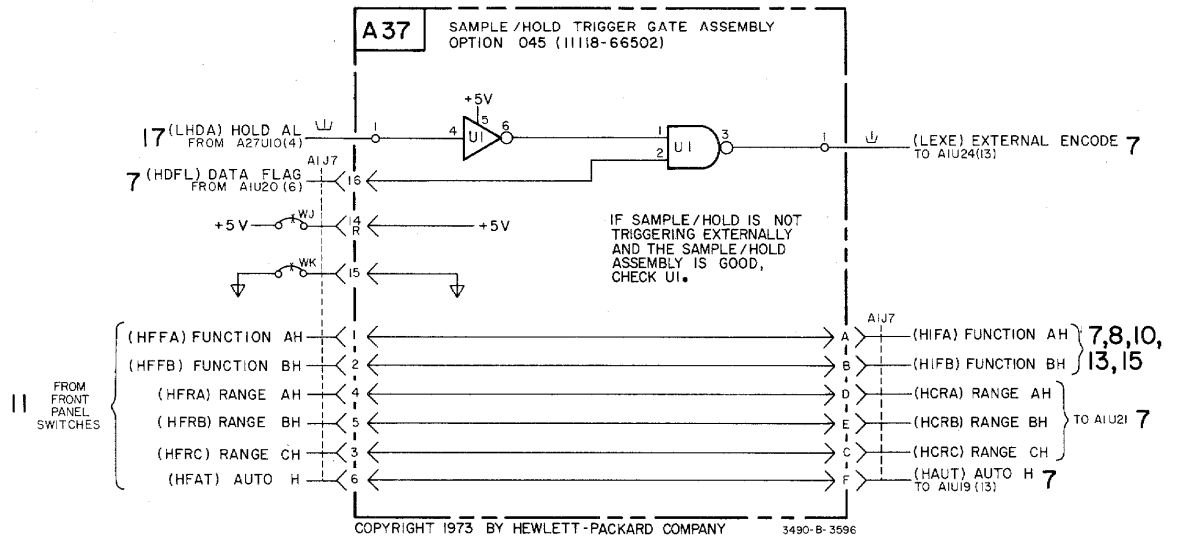 A37
SAMPLE/HOLD TRIGGER GATE ASSEMBLY
OPTION 045 (11118-66502)
+5V
17 (LHDA) HOLD AL
FROM A27U10(4)
1
4
5
U1
6
1
2
U1
3
1
(LEXE) EXTERNAL ENCODE 7
TO A1U24(13)
A1J7
7 (HDFL) DATA FLAG
FROM A1U20(6)
16
+5V
WJ
14
R
+5V
WK
15
IF SAMPLE/HOLD IS NOT
TRIGGERING EXTERNALLY
AND THE SAMPLE/HOLD
ASSEMBLY IS GOOD,
CHECK U1.
A1J7
11
FROM
FRONT
PANEL
SWITCHES
(HFFA) FUNCTION AH 1 A (HIFA) FUNCTION AH
(HFFB) FUNCTION BH 2 B (HIFB) FUNCTION BH
7,8,10,
13,15
(HFRA) RANGE AH 4 D (HCRA) RANGE AH
(HFRB) RANGE BH 5 E (HCRB) RANGE BH
TO A1U21 7
(HFRC) RANGE CH 3 C (HCRC) RANGE CH
(HFAT) AUTO H 6 F (HAUT) AUTO H 7
TO A1U19(13)
COPYRIGHT 1973 BY HEWLETT-PACKARD COMPANY
3490-B-3596